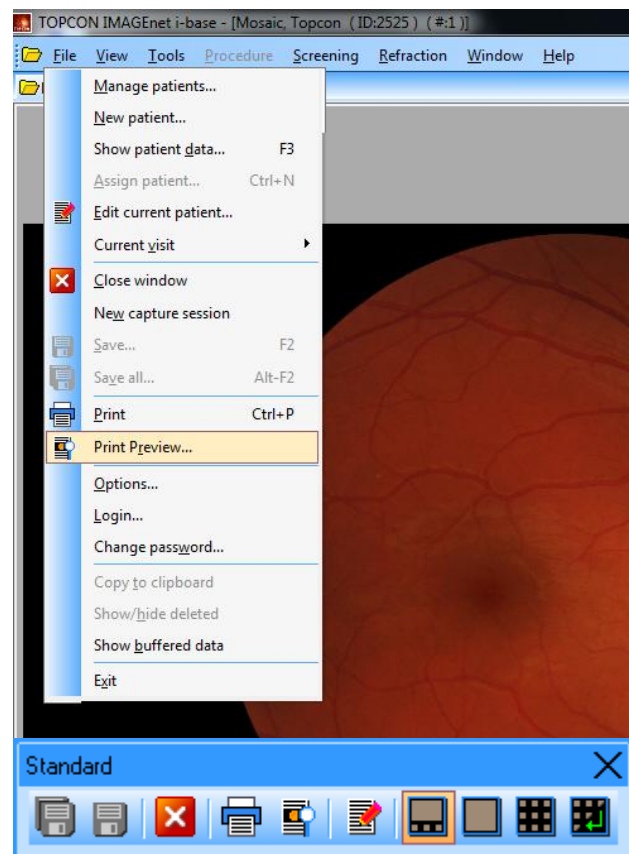 TOPCON IMAGEnet i-base - [Mosaic, Topcon ( ID:2525 ) ( #:1 )]
File View Tools Procedure Screening Refraction Window Help
Manage patients...
New patient...
Show patient data... F3
Assign patient... Ctrl+N
Edit current patient...
Current visit
Close window
New capture session
Save... F2
Save all... Alt-F2
Print Ctrl+P
Print Preview...
Options...
Login...
Change password...
Copy to clipboard
Show/hide deleted
Show buffered data
Exit
Standard